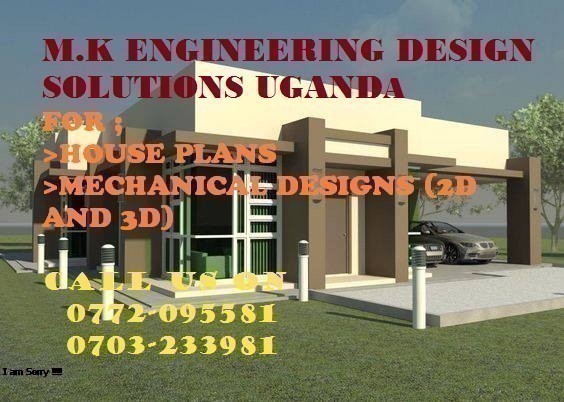 M.K ENGINEERING DESIGN
SOLUTIONS UGANDA
FOR ;
>HOUSE PLANS
>MECHANICAL DESIGNS (2D
AND 3D)
CALL US ON
0772-095581
0703-233981
I am Sorry !!!!